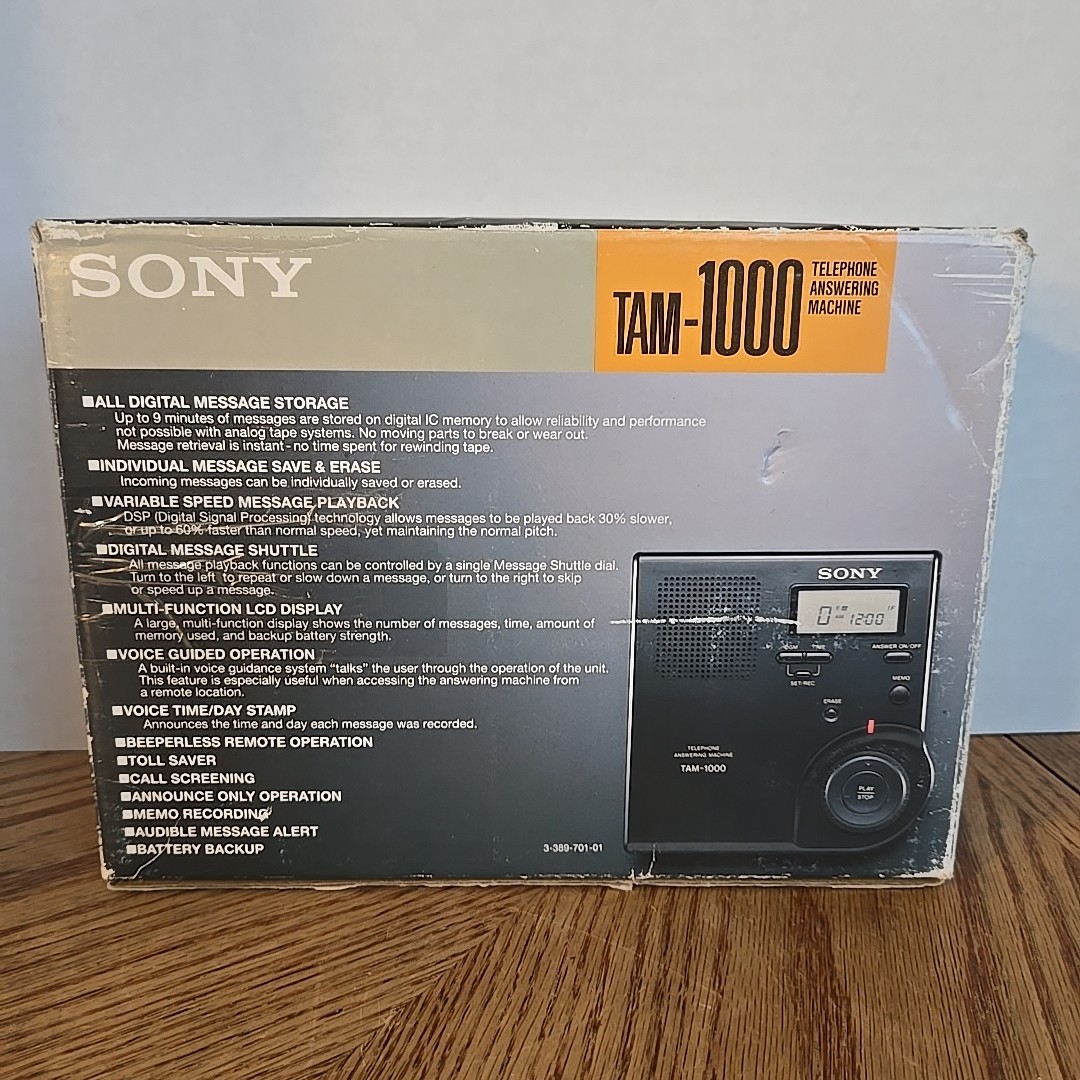 SONY
TAM-1000
TELEPHONE
ANSWERING
MACHINE
■ALL DIGITAL MESSAGE STORAGE
Up to 9 minutes of messages are stored on digital IC memory to allow reliability and performance
not possible with analog tape systems. No moving parts to break or wear out.
Message retrieval is instant - no time spent for rewinding tape.
■INDIVIDUAL MESSAGE SAVE & ERASE
Incoming messages can be individually saved or erased.
■VARIABLE SPEED MESSAGE PLAYBACK
DSP (Digital Signal Processing) technology allows messages to be played back 30% slower,
or up to 60% faster than normal speed, yet maintaining the normal pitch.
■DIGITAL MESSAGE SHUTTLE
All message playback functions can be controlled by a single Message Shuttle dial.
Turn to the left to repeat or slow down a message, or turn to the right to skip
or speed up a message.
■MULTI-FUNCTION LCD DISPLAY
A large, multi-function display shows the number of messages, time, amount of
memory used, and backup battery strength.
■VOICE GUIDED OPERATION
A built-in voice guidance system “talks” the user through the operation of the unit.
This feature is especially useful when accessing the answering machine from
a remote location.
■VOICE TIME/DAY STAMP
Announces the time and day each message was recorded.
■BEEPERLESS REMOTE OPERATION
■TOLL SAVER
■CALL SCREENING
■ANNOUNCE ONLY OPERATION
■MEMO RECORDING
■AUDIBLE MESSAGE ALERT
■BATTERY BACKUP
3-389-701-01
SONY
0 AM 12:00
OGM TIME
ANSWER ON/OFF
SET/REC
MEMO
ERASE
TELEPHONE
ANSWERING MACHINE
TAM-1000
PLAY
STOP